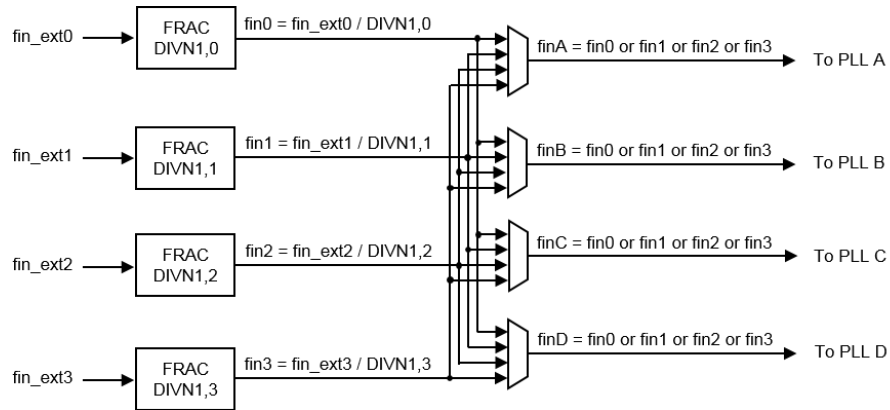 fin_ext0
FRAC
DIVN1,0
fin0 = fin_ext0 / DIVN1,0
finA = fin0 or fin1 or fin2 or fin3
To PLL A
fin_ext1
FRAC
DIVN1,1
fin1 = fin_ext1 / DIVN1,1
finB = fin0 or fin1 or fin2 or fin3
To PLL B
fin_ext2
FRAC
DIVN1,2
fin2 = fin_ext2 / DIVN1,2
finC = fin0 or fin1 or fin2 or fin3
To PLL C
fin_ext3
FRAC
DIVN1,3
fin3 = fin_ext3 / DIVN1,3
finD = fin0 or fin1 or fin2 or fin3
To PLL D